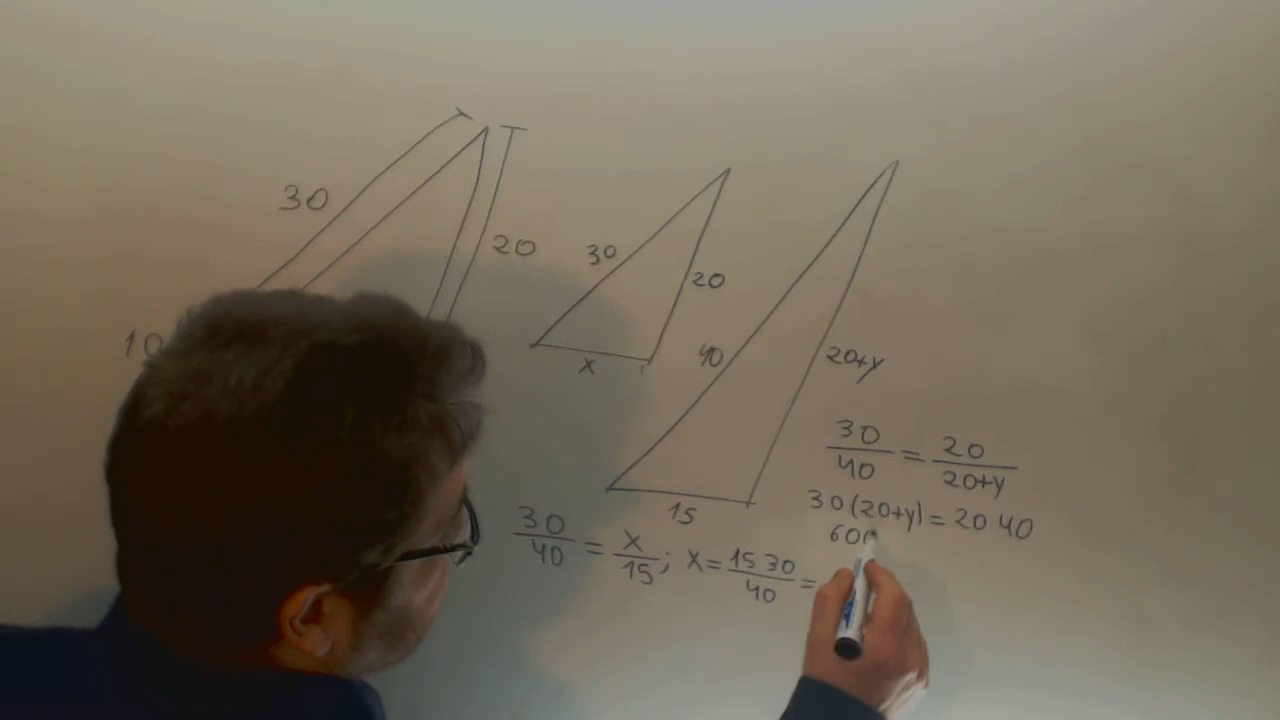 30
20
10
30
20
x
40
20+y
15
30/40 = 20/20+y
30(20+y) = 20 40
600
30/40 = x/15; x = 15 30/40 =